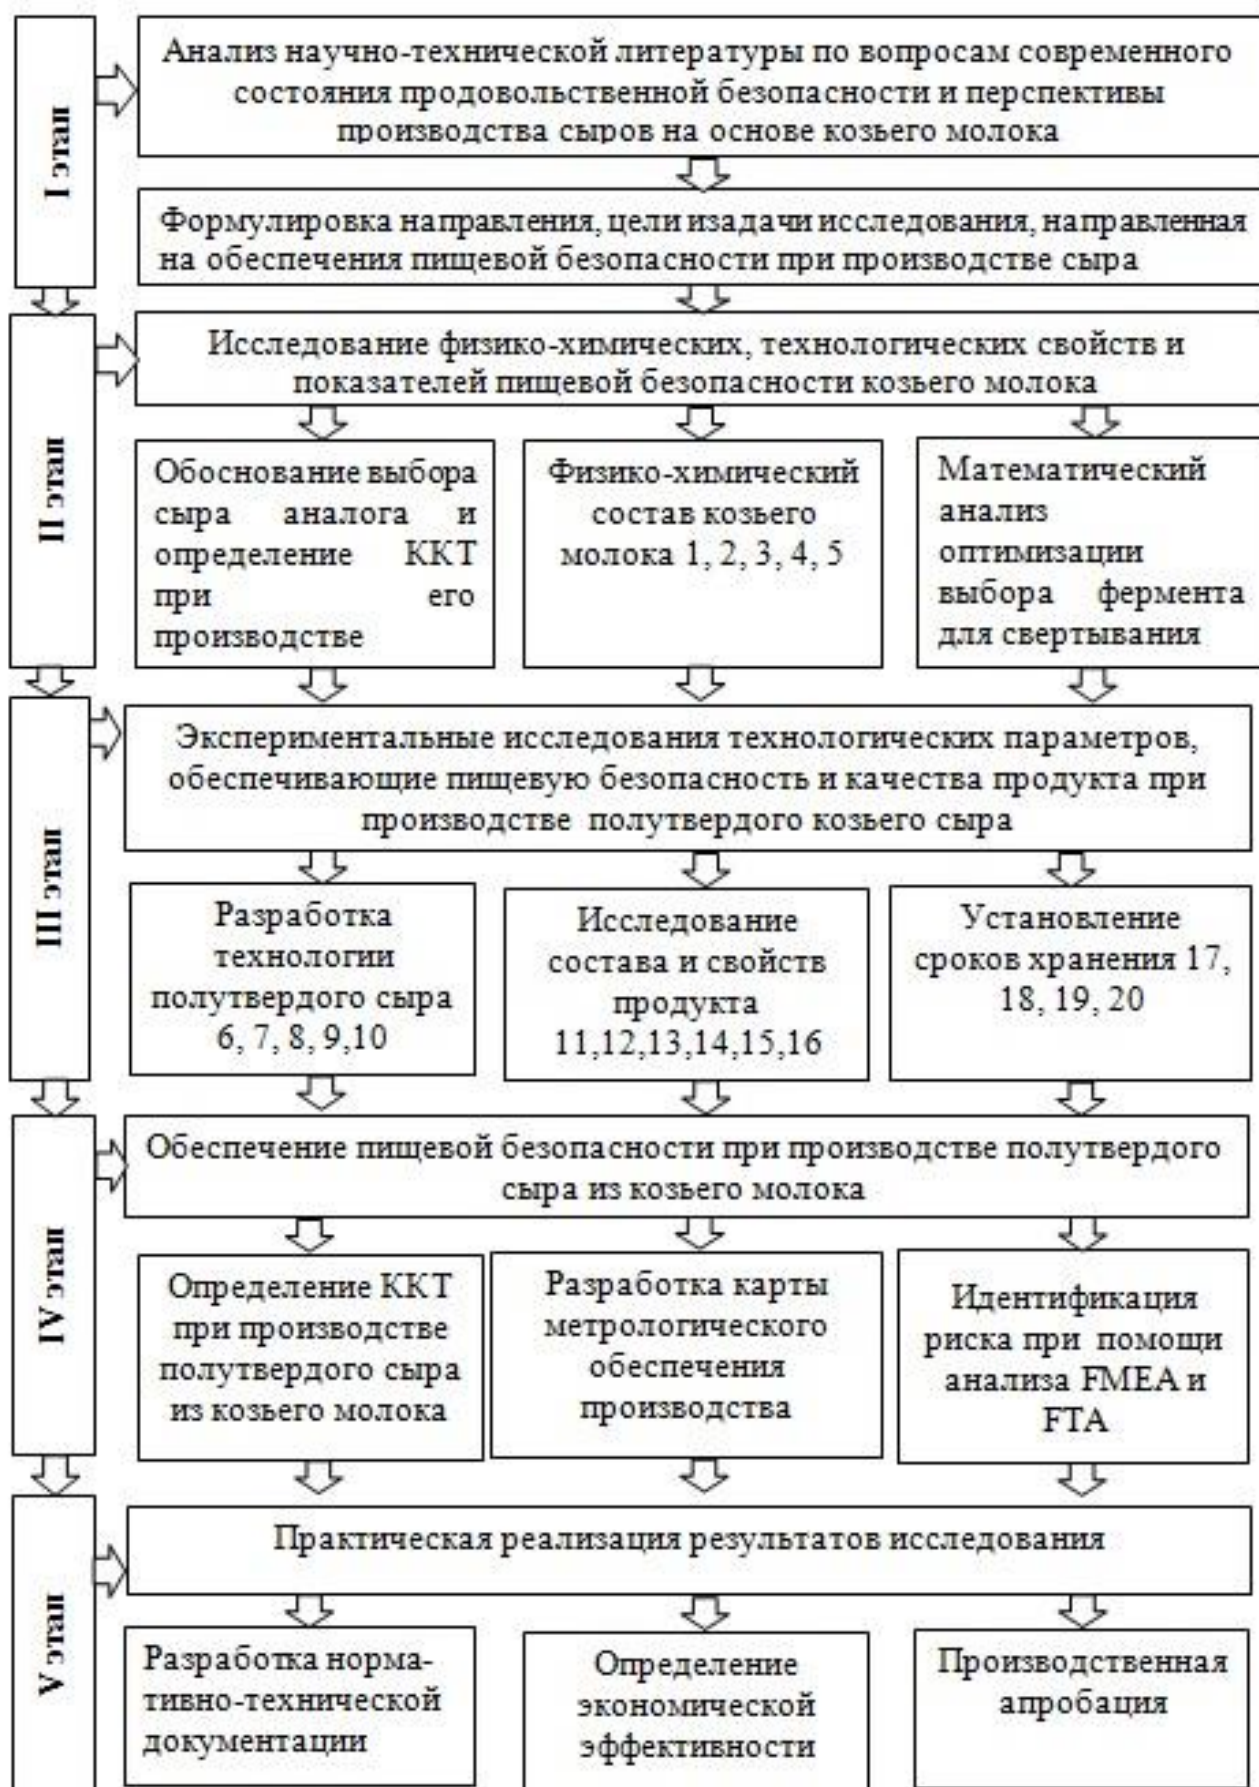 I этап
Анализ научно-технической литературы по вопросам современного
состояния продовольственной безопасности и перспективы
производства сыров на основе козьего молока
Формулировка направления, цели изадачи исследования, направленная
на обеспечения пищевой безопасности при производстве сыра
II этап
Исследование физико-химических, технологических свойств и
показателей пищевой безопасности козьего молока
Обоснование выбора
сыра аналога и
определение ККТ
при его
производстве
Физико-химический
состав козьего
молока 1, 2, 3, 4, 5
Математический
анализ
оптимизации
выбора фермента
для свертывания
III этап
Экспериментальные исследования технологических параметров,
обеспечивающие пищевую безопасность и качества продукта при
производстве полутвердого козьего сыра
Разработка
технологии
полутвердого сыра
6, 7, 8, 9,10
Исследование
состава и свойств
продукта
11,12,13,14,15,16
Установление
сроков хранения 17,
18, 19, 20
IV этап
Обеспечение пищевой безопасности при производстве полутвердого
сыра из козьего молока
Определение ККТ
при производстве
полутвердого сыра
из козьего молока
Разработка карты
метрологического
обеспечения
производства
Идентификация
риска при помощи
анализа FMEA и
FTA
V этап
Практическая реализация результатов исследования
Разработка норма-
тивно-технической
документации
Определение
экономической
эффективности
Производственная
апробация